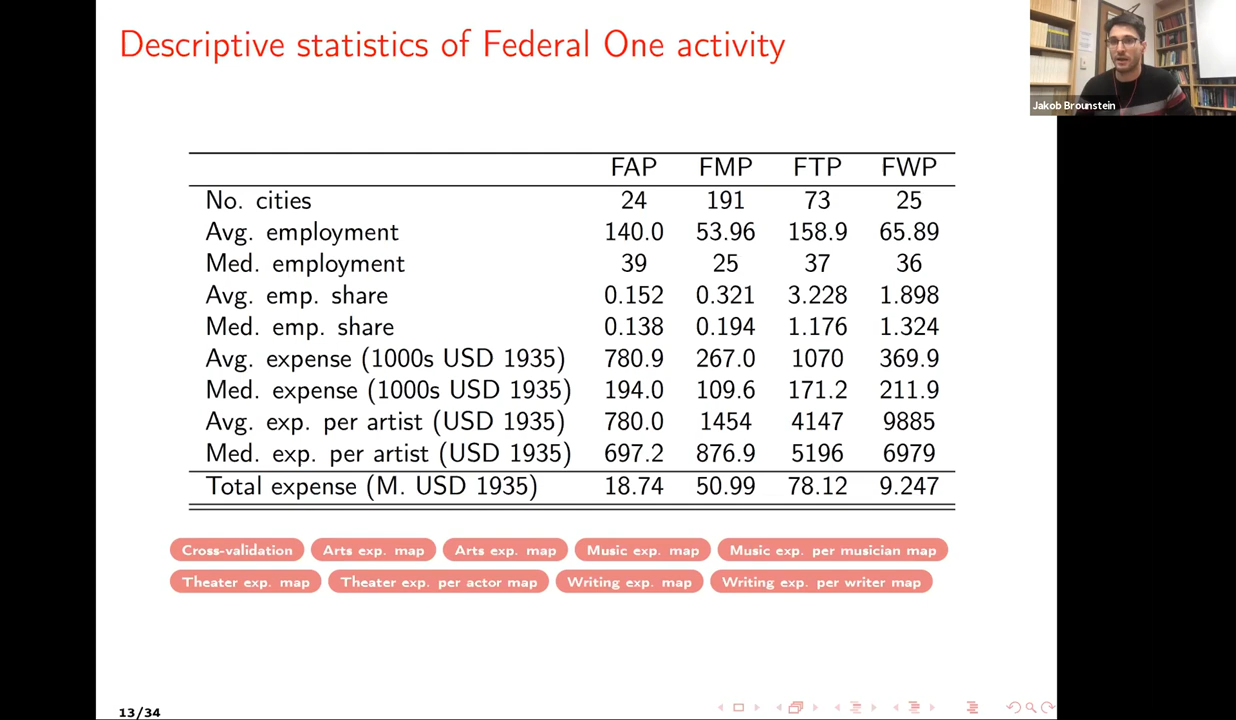 Descriptive statistics of Federal One activity
Jakob Brounstein
FAP FMP FTP FWP
No. cities 24 191 73 25
Avg. employment 140.0 53.96 158.9 65.89
Med. employment 39 25 37 36
Avg. emp. share 0.152 0.321 3.228 1.898
Med. emp. share 0.138 0.194 1.176 1.324
Avg. expense (1000s USD 1935) 780.9 267.0 1070 369.9
Med. expense (1000s USD 1935) 194.0 109.6 171.2 211.9
Avg. exp. per artist (USD 1935) 780.0 1454 4147 9885
Med. exp. per artist (USD 1935) 697.2 876.9 5196 6979
Total expense (M. USD 1935) 18.74 50.99 78.12 9.247
Cross-validation Arts exp. map Arts exp. map Music exp. map Music exp. per musician map
Theater exp. map Theater exp. per actor map Writing exp. map Writing exp. per writer map
13/34